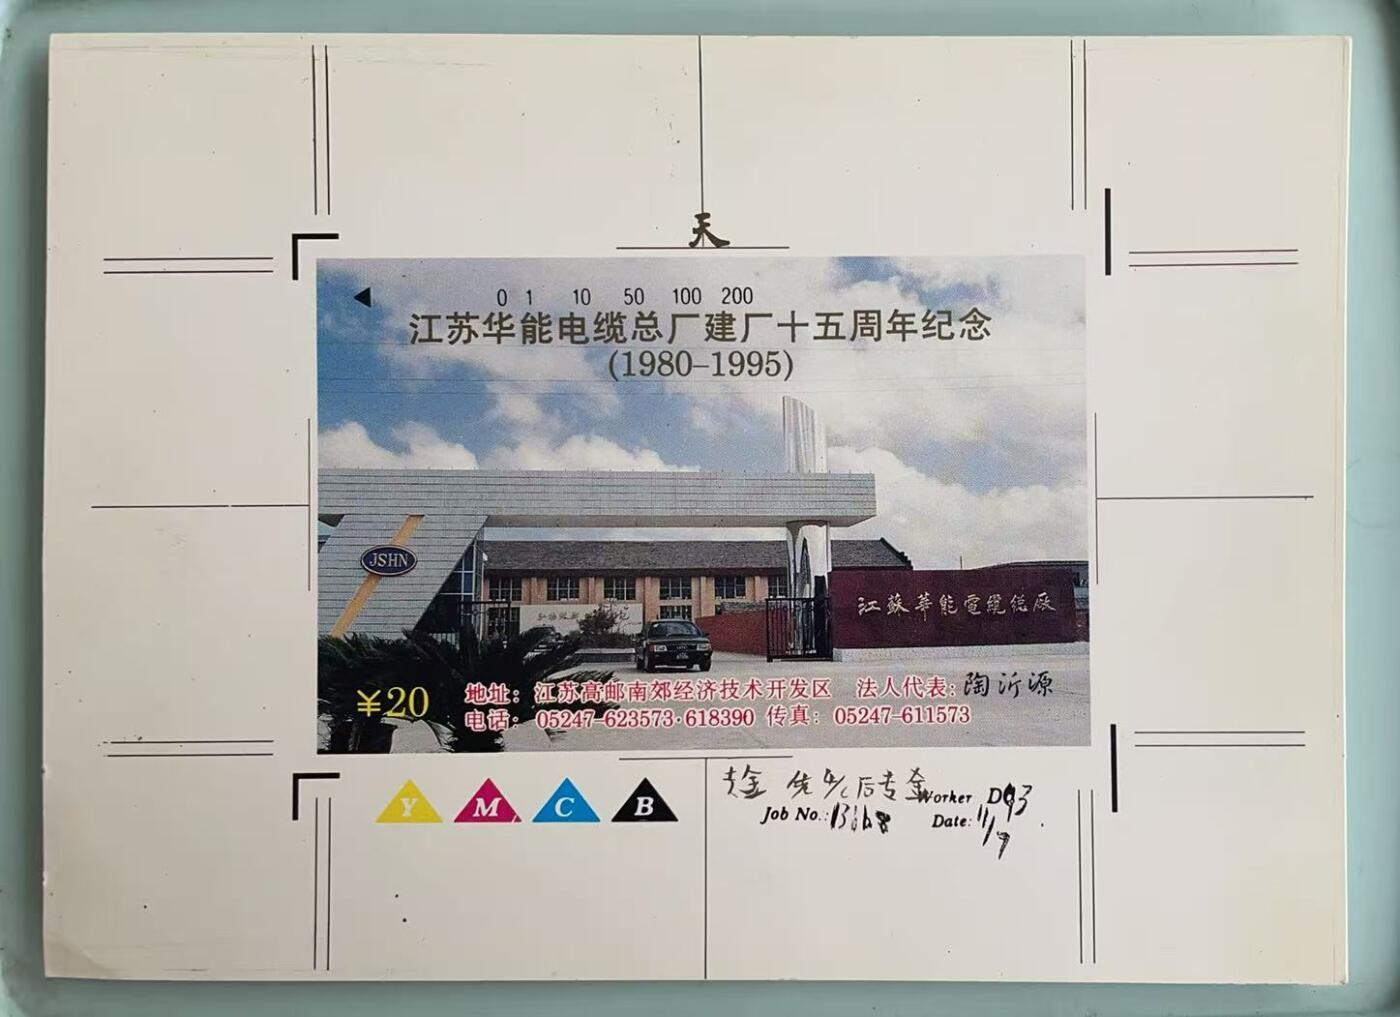 天
0 1 10 50 100 200
江苏华能电缆总厂建厂十五周年纪念
(1980-1995)
JSHN
江蘇華能電纜總廠
¥20
地址：江苏高邮南郊经济技术开发区 法人代表：陶沂源
电话：05247-623573·618390 传真：05247-611573
Y M C B
Worker
Job No.: Date: 11/7